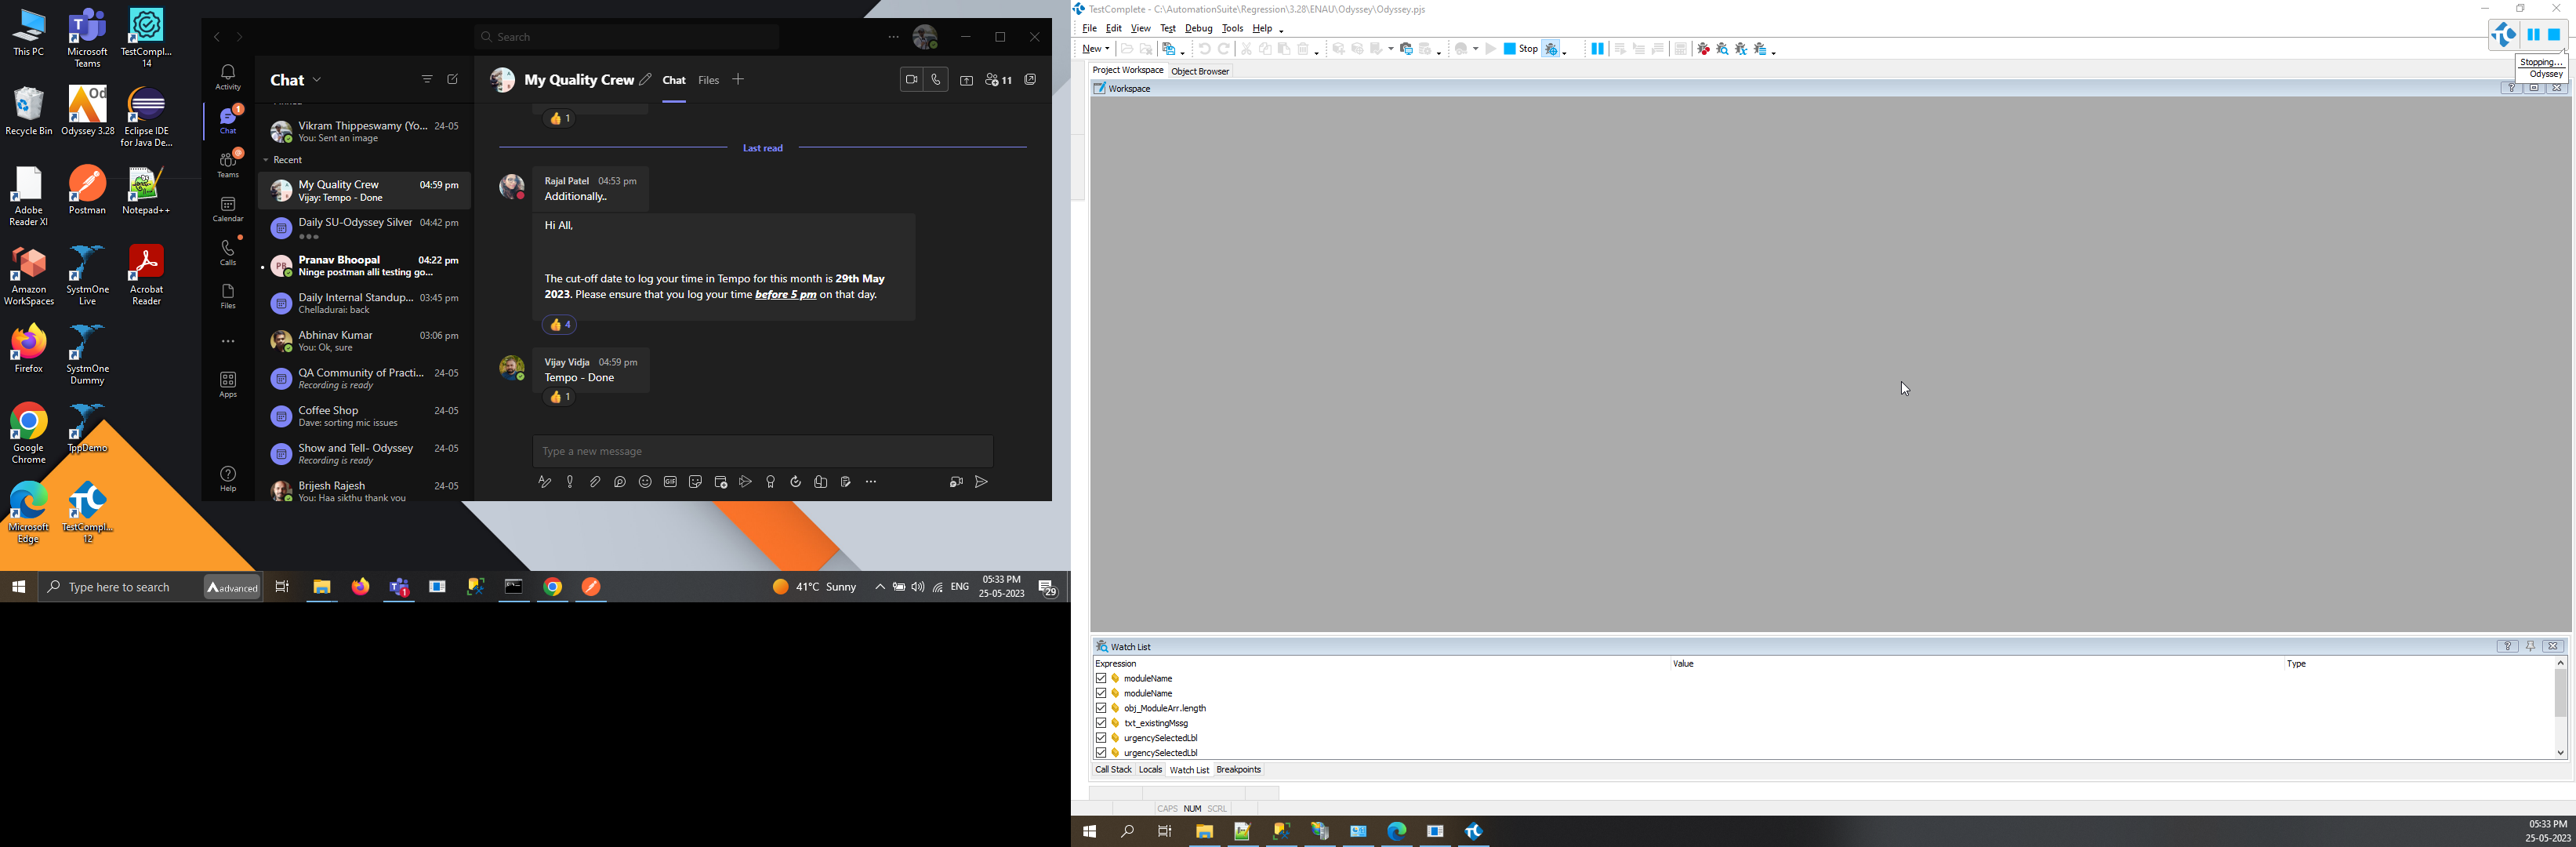 This PC
Microsoft
Teams
TestCompl...
14
Recycle Bin
Odyssey 3.28
Eclipse IDE
for Java De...
Adobe
Reader XI
Postman
Notepad++
Amazon
WorkSpaces
SystmOne
Live
Acrobat
Reader
Firefox
SystmOne
Dummy
Google
Chrome
TppDemo
Microsoft
Edge
TestCompl...
12
Search
Activity
Chat
1
Teams
Calendar
Calls
Files
Apps
Help
Chat
Vikram Thippeswamy (Yo... 24-05
You: Sent an image
Recent
My Quality Crew 04:59 pm
Vijay: Tempo - Done
Daily SU-Odyssey Silver 04:42 pm
PB
Pranav Bhoopal 04:22 pm
Ninge postman alli testing go...
Daily Internal Standup... 03:45 pm
Chelladurai: back
Abhinav Kumar 03:06 pm
You: Ok, sure
QA Community of Practi... 24-05
Recording is ready
Coffee Shop 24-05
Dave: sorting mic issues
Show and Tell- Odyssey 24-05
Recording is ready
Brijesh Rajesh 24-05
You: Haa sikthu thank you
My Quality Crew Chat Files 11
1
Last read
Rajal Patel 04:53 pm
Additionally..
Hi All,
The cut-off date to log your time in Tempo for this month is 29th May
2023. Please ensure that you log your time before 5 pm on that day.
4
Vijay Vidja 04:59 pm
Tempo - Done
1
Type a new message
GIF
Type here to search
advanced
1
41°C Sunny
ENG
05:33 PM
25-05-2023
29
TestComplete - C:\AutomationSuite\Regression\3.28\ENAU\Odyssey\Odyssey.pjs
File Edit View Test Debug Tools Help
New
Stop
Stopping...
Odyssey
Project Workspace Object Browser
Workspace
Watch List
Expression Value Type
moduleName
moduleName
obj_ModuleArr.length
txt_existingMssg
urgencySelectedLbl
urgencySelectedLbl
Call Stack Locals Watch List Breakpoints
CAPS NUM SCRL
05:33 PM
25-05-2023